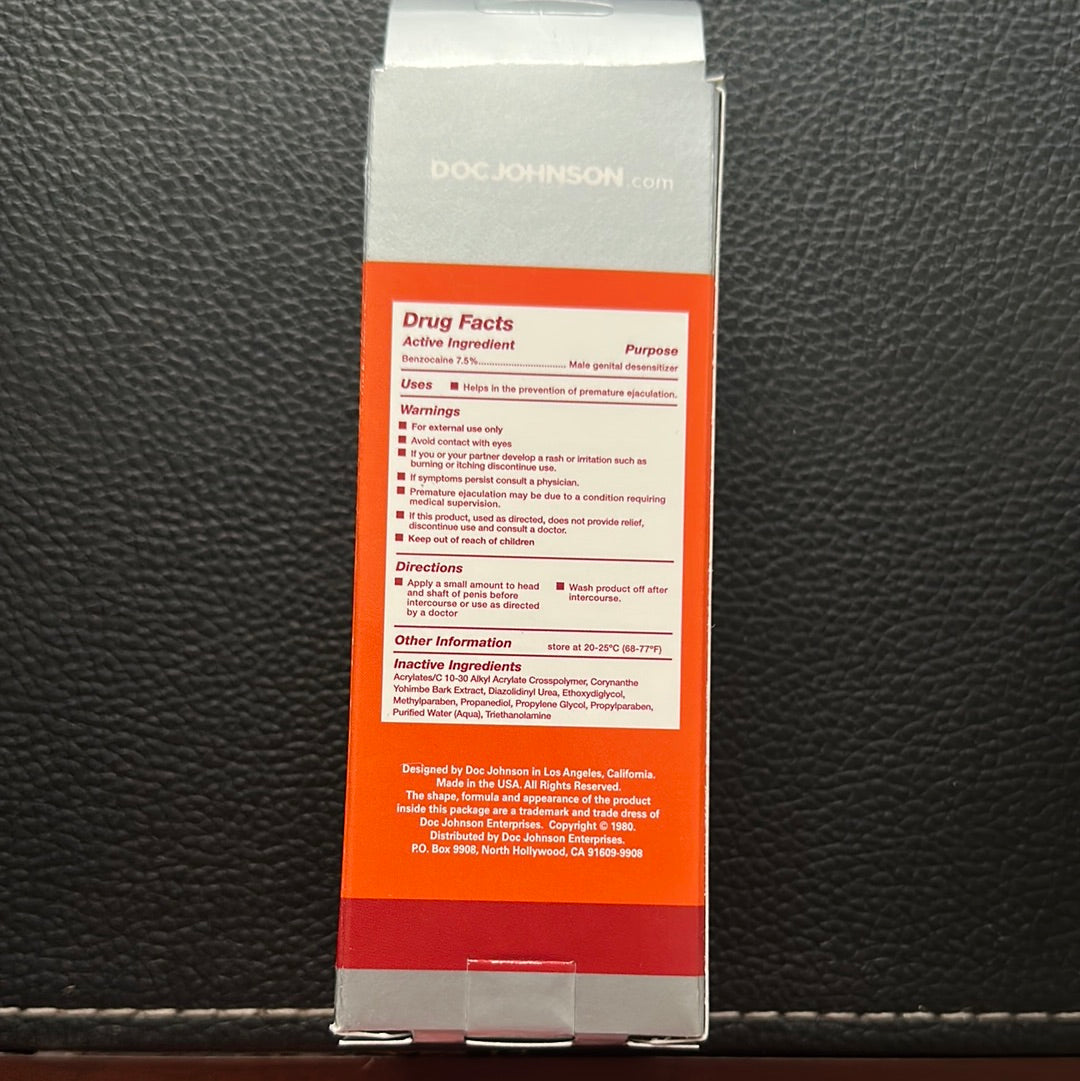 DOC JOHNSON.com
Drug Facts
Active Ingredient Purpose
Benzocaine 7.5%................................ Male genital desensitizer
Uses ■ Helps in the prevention of premature ejaculation.
Warnings
■ For external use only
■ Avoid contact with eyes
■ If you or your partner develop a rash or irritation such as
burning or itching discontinue use.
■ If symptoms persist consult a physician.
■ Premature ejaculation may be due to a condition requiring
medical supervision.
■ If this product, used as directed, does not provide relief,
discontinue use and consult a doctor.
■ Keep out of reach of children
Directions
■ Apply a small amount to head
and shaft of penis before
intercourse or use as directed
by a doctor
■ Wash product off after
intercourse.
Other Information store at 20-25°C (68-77°F)
Inactive Ingredients
Acrylates/C 10-30 Alkyl Acrylate Crosspolymer, Corynanthe
Yohimbe Bark Extract, Diazolidinyl Urea, Ethoxydiglycol,
Methylparaben, Propanediol, Propylene Glycol, Propylparaben,
Purified Water (Aqua), Triethanolamine
Designed by Doc Johnson in Los Angeles, California.
Made in the USA. All Rights Reserved.
The shape, formula and appearance of the product
inside this package are a trademark and trade dress of
Doc Johnson Enterprises. Copyright © 1980.
Distributed by Doc Johnson Enterprises.
P.O. Box 9908, North Hollywood, CA 91609-9908